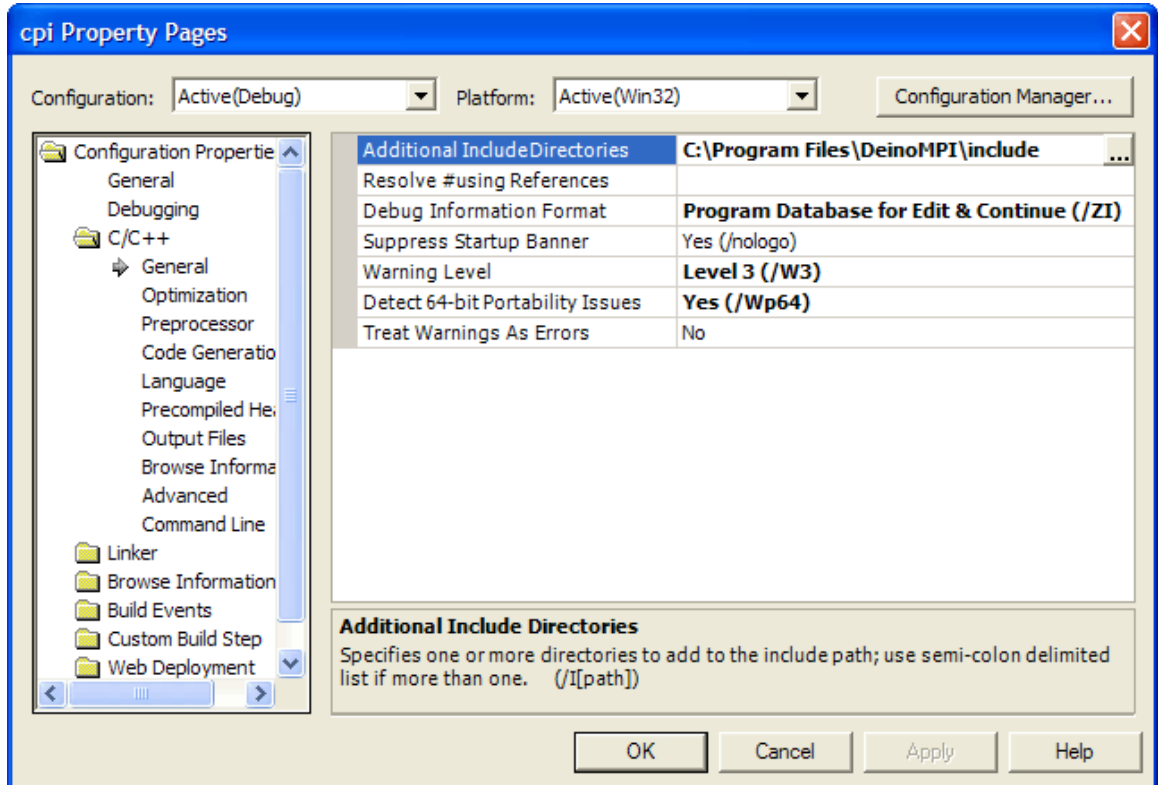 cpi Property Pages
Configuration: Active(Debug) Platform: Active(Win32) Configuration Manager...
Configuration Propertie
General
Debugging
C/C++
General
Optimization
Preprocessor
Code Generatio
Language
Precompiled Hea
Output Files
Browse Informa
Advanced
Command Line
Linker
Browse Information
Build Events
Custom Build Step
Web Deployment
Additional IncludeDirectories C:\Program Files\DeinoMPI\include ...
Resolve #using References
Debug Information Format Program Database for Edit & Continue (/ZI)
Suppress Startup Banner Yes (/nologo)
Warning Level Level 3 (/W3)
Detect 64-bit Portability Issues Yes (/Wp64)
Treat Warnings As Errors No
Additional Include Directories
Specifies one or more directories to add to the include path; use semi-colon delimited
list if more than one. (/I[path])
OK Cancel Apply Help